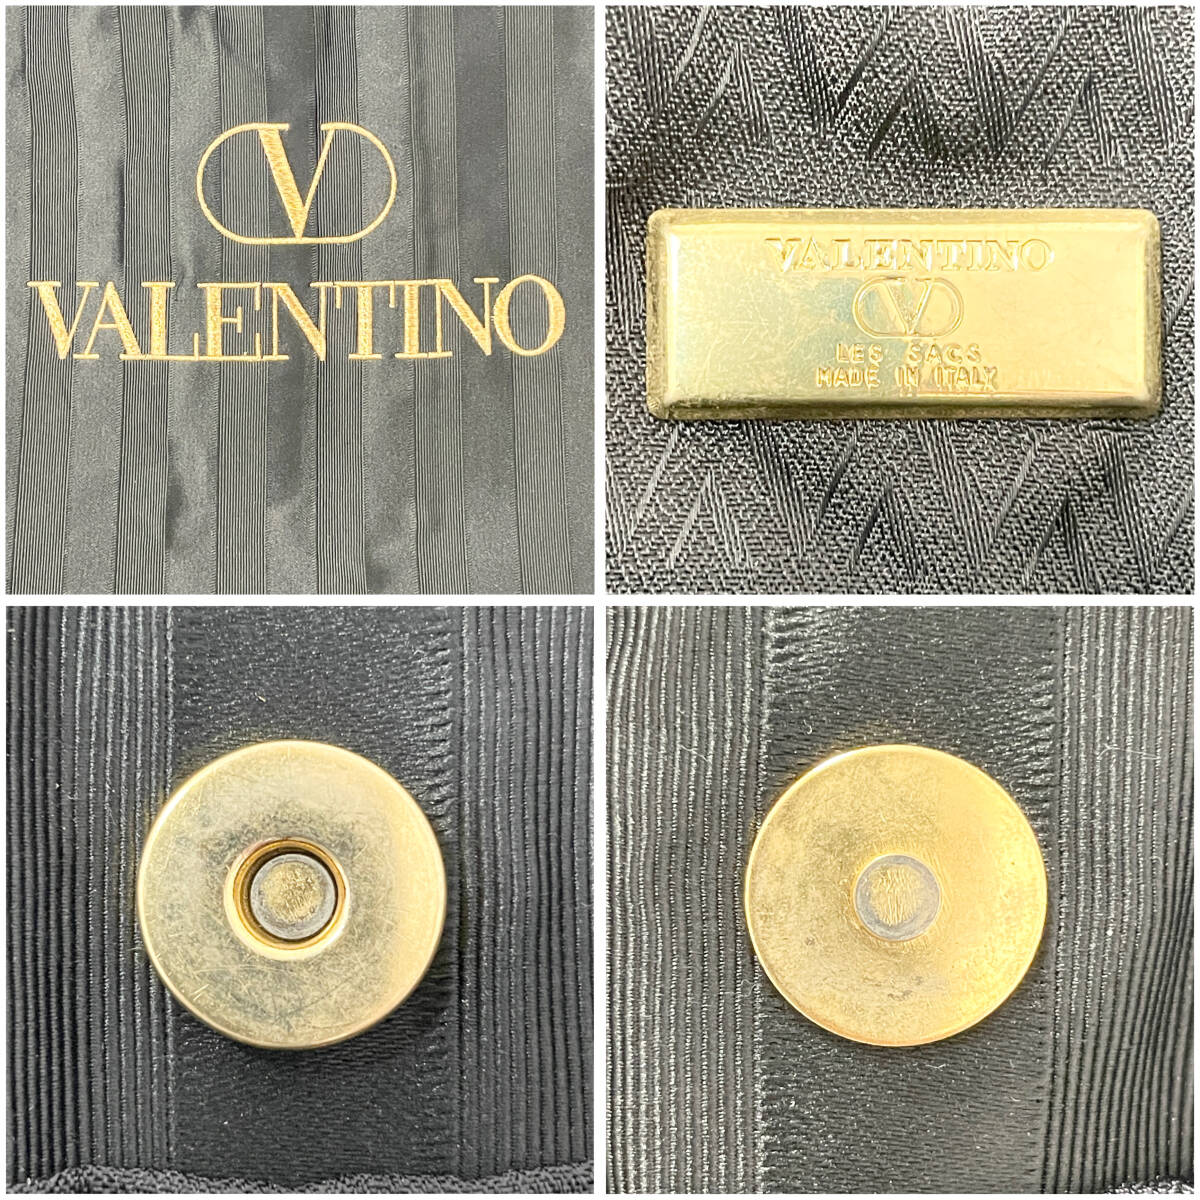 V
VALENTINO
VALENTINO
V
LES SACS
MADE IN ITALY